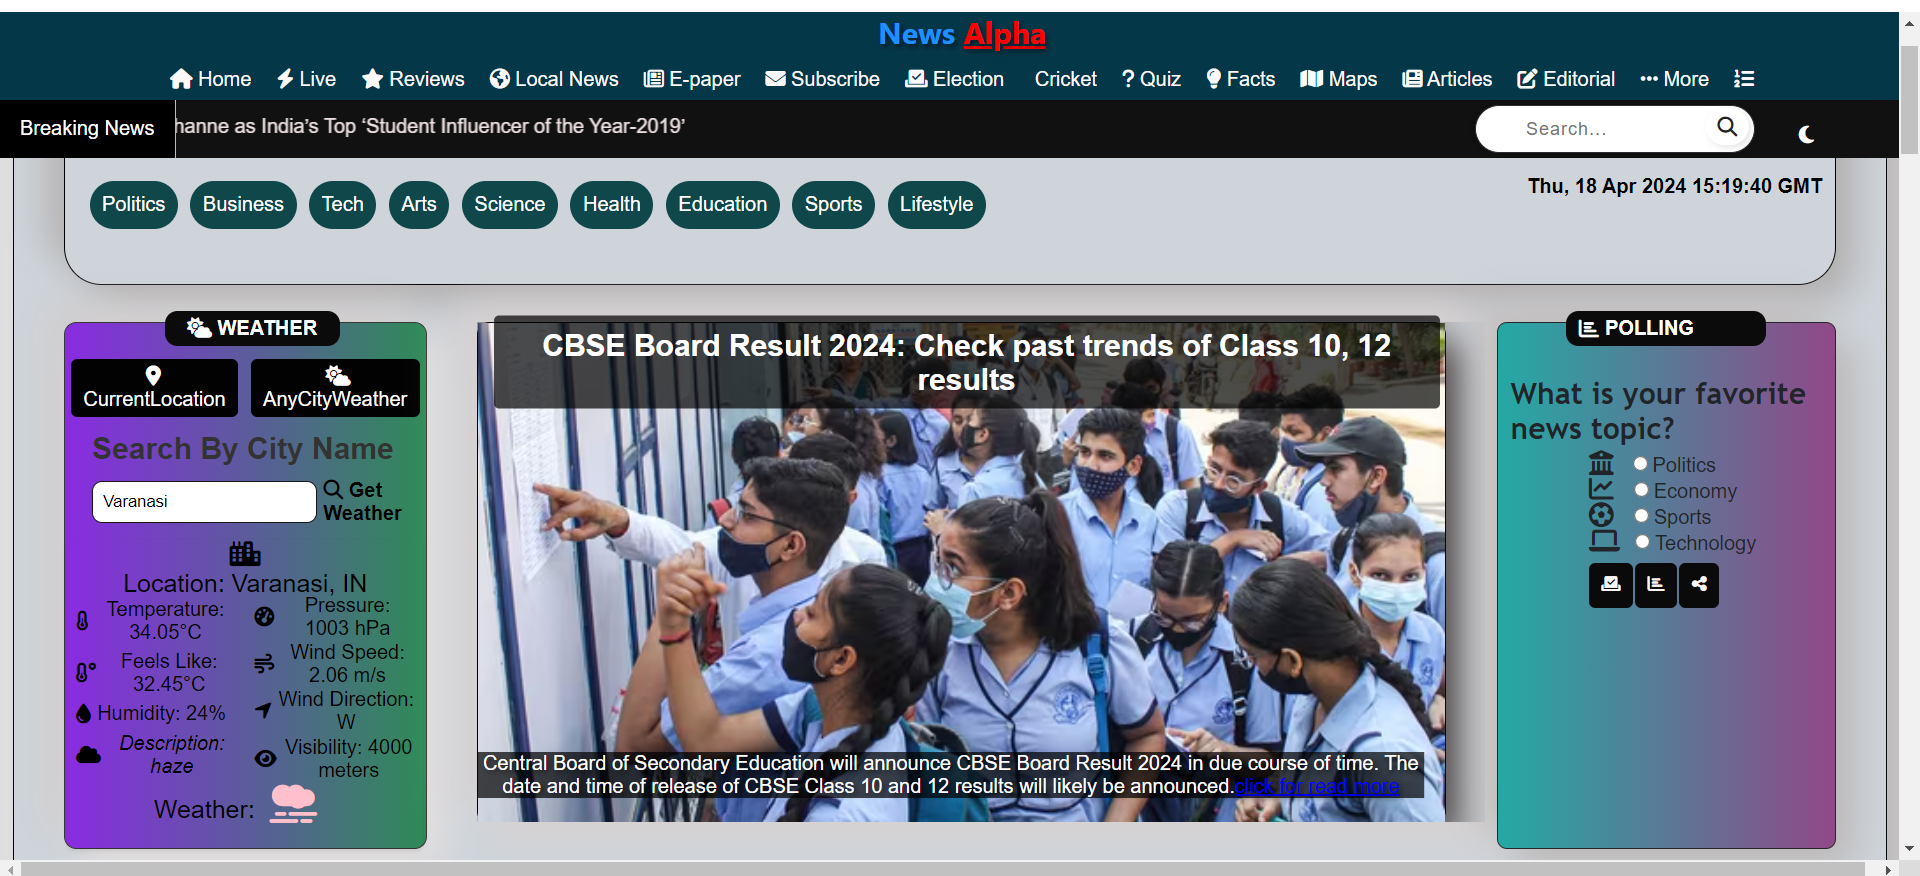 News Alpha
Home Live Reviews Local News E-paper Subscribe Election Cricket ? Quiz Facts Maps Articles Editorial More
Breaking News
hanne as India’s Top ‘Student Influencer of the Year-2019’
Search...
Politics Business Tech Arts Science Health Education Sports Lifestyle
Thu, 18 Apr 2024 15:19:40 GMT
WEATHER
CurrentLocation
AnyCityWeather
Search By City Name
Varanasi
Get
Weather
Location: Varanasi, IN
Temperature:
34.05°C
Feels Like:
32.45°C
Humidity: 24%
Description:
haze
Pressure:
1003 hPa
Wind Speed:
2.06 m/s
Wind Direction:
W
Visibility: 4000
meters
Weather:
CBSE Board Result 2024: Check past trends of Class 10, 12
results
Central Board of Secondary Education will announce CBSE Board Result 2024 in due course of time. The
date and time of release of CBSE Class 10 and 12 results will likely be announced.click for read more
POLLING
What is your favorite
news topic?
Politics
Economy
Sports
Technology